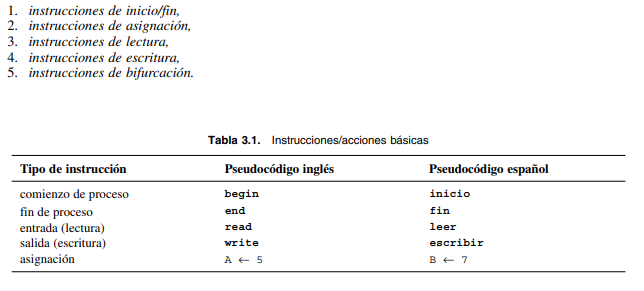 1. instrucciones de inicio/fin,
2. instrucciones de asignación,
3. instrucciones de lectura,
4. instrucciones de escritura,
5. instrucciones de bifurcación.
Tabla 3.1. Instrucciones/acciones básicas
Tipo de instrucción Pseudocódigo inglés Pseudocódigo español
comienzo de proceso begin inicio
fin de proceso end fin
entrada (lectura) read leer
salida (escritura) write escribir
asignación A ← 5 B ← 7